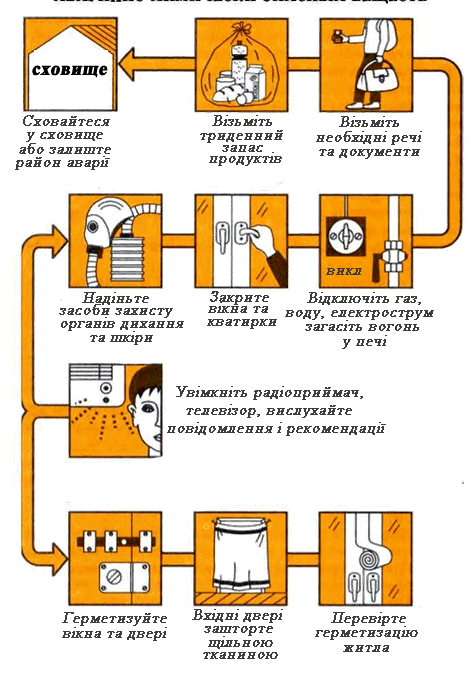 сховище
Сховайтеся
у сховище
або залиште
район аварії
Візьміть
триденний
запас
продуктів
Візьміть
необхідні речі
та документи
викл
Надіньте
засоби захисту
органів дихання
та шкіри
Закрите
вікна та
кватирки
Відключіть газ,
воду, електрострум
загасіть вогонь
у печі
Увімкніть радіоприймач,
телевізор, вислухайте
повідомлення і рекомендації
Герметизуйте
вікна та двері
Вхідні двері
зашторте
щільною
тканиною
Перевірте
герметизацію
житла